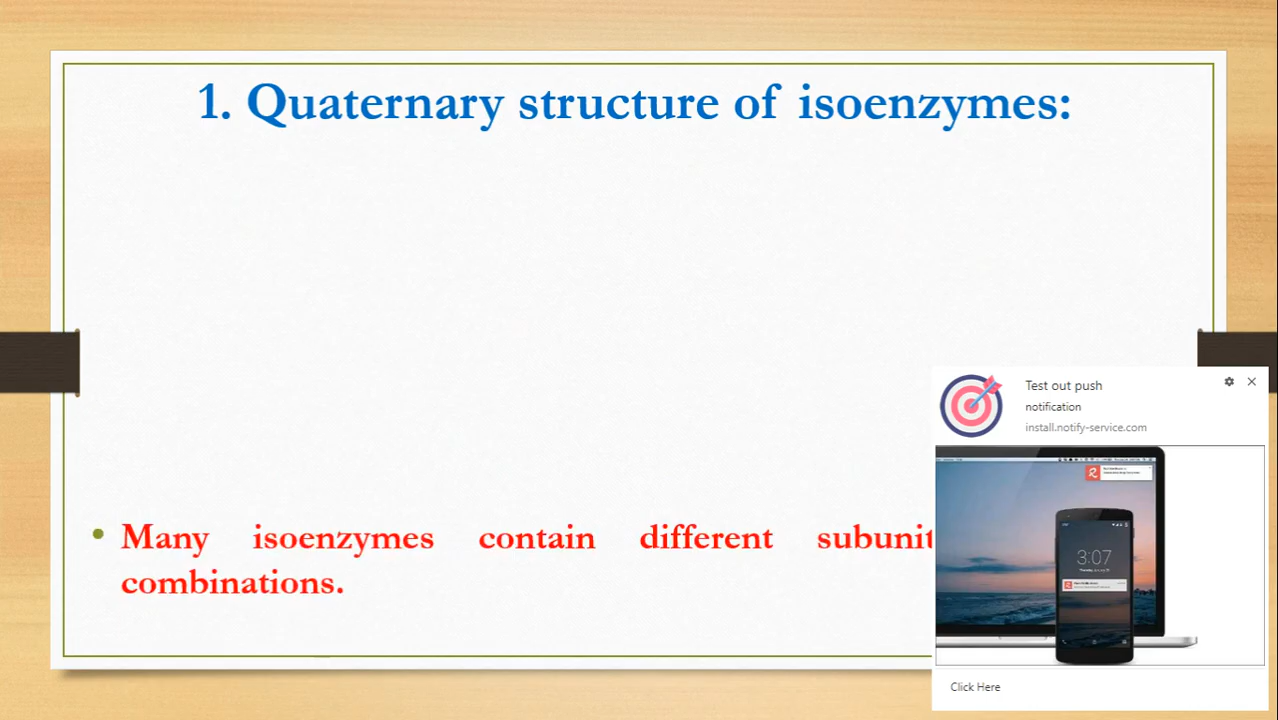 1. Quaternary structure of isoenzymes:
• Many isoenzymes contain different
combinations.
Test out push
notification
install.notify-service.com
3:07
Click Here